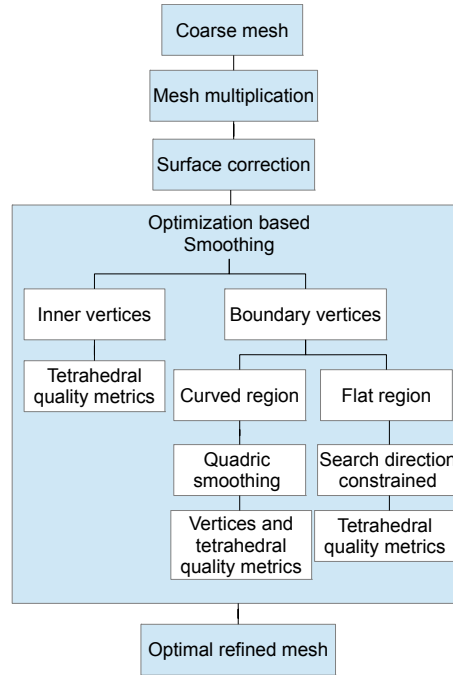 Coarse mesh
Mesh multiplication
Surface correction
Optimization based
Smoothing
Inner vertices
Boundary vertices
Tetrahedral
quality metrics
Curved region
Flat region
Quadric
smoothing
Search direction
constrained
Vertices and
tetrahedral
quality metrics
Tetrahedral
quality metrics
Optimal refined mesh